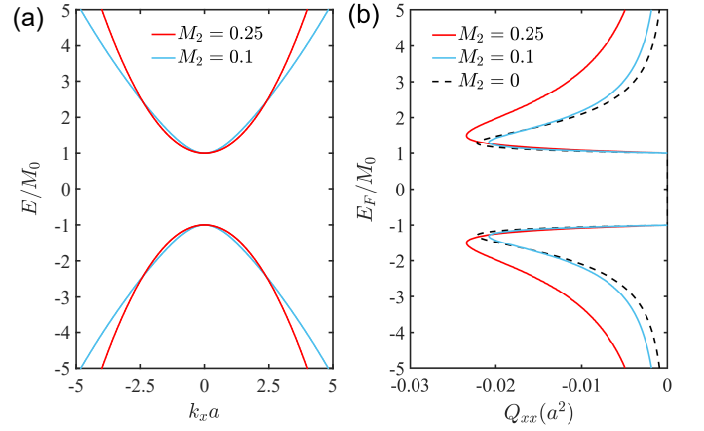 (a)
M₂ = 0.25
M₂ = 0.1
E/M₀
5
4
3
2
1
0
-1
-2
-3
-4
-5
-5 -2.5 0 2.5 5
kₓa
(b)
M₂ = 0.25
M₂ = 0.1
M₂ = 0
E_F/M₀
5
4
3
2
1
0
-1
-2
-3
-4
-5
-0.03 -0.02 -0.01 0
Qₓₓ(a²)